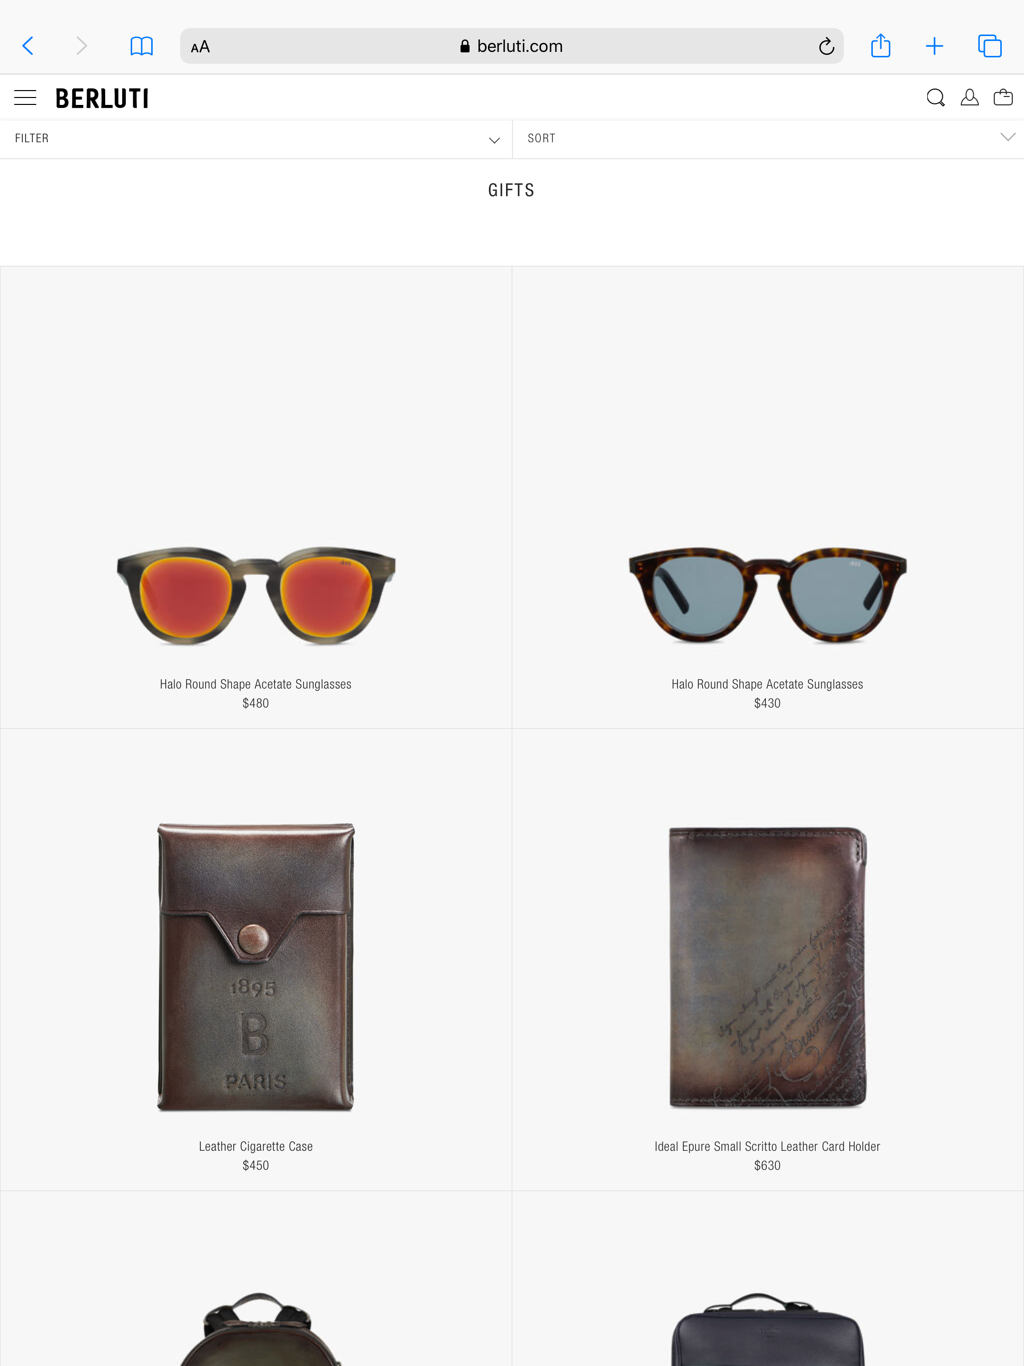 AA
berluti.com
BERLUTI
FILTER
SORT
GIFTS
Halo Round Shape Acetate Sunglasses
$480
Halo Round Shape Acetate Sunglasses
$430
1895
B
PARIS
Leather Cigarette Case
$450
Ideal Epure Small Scritto Leather Card Holder
$630